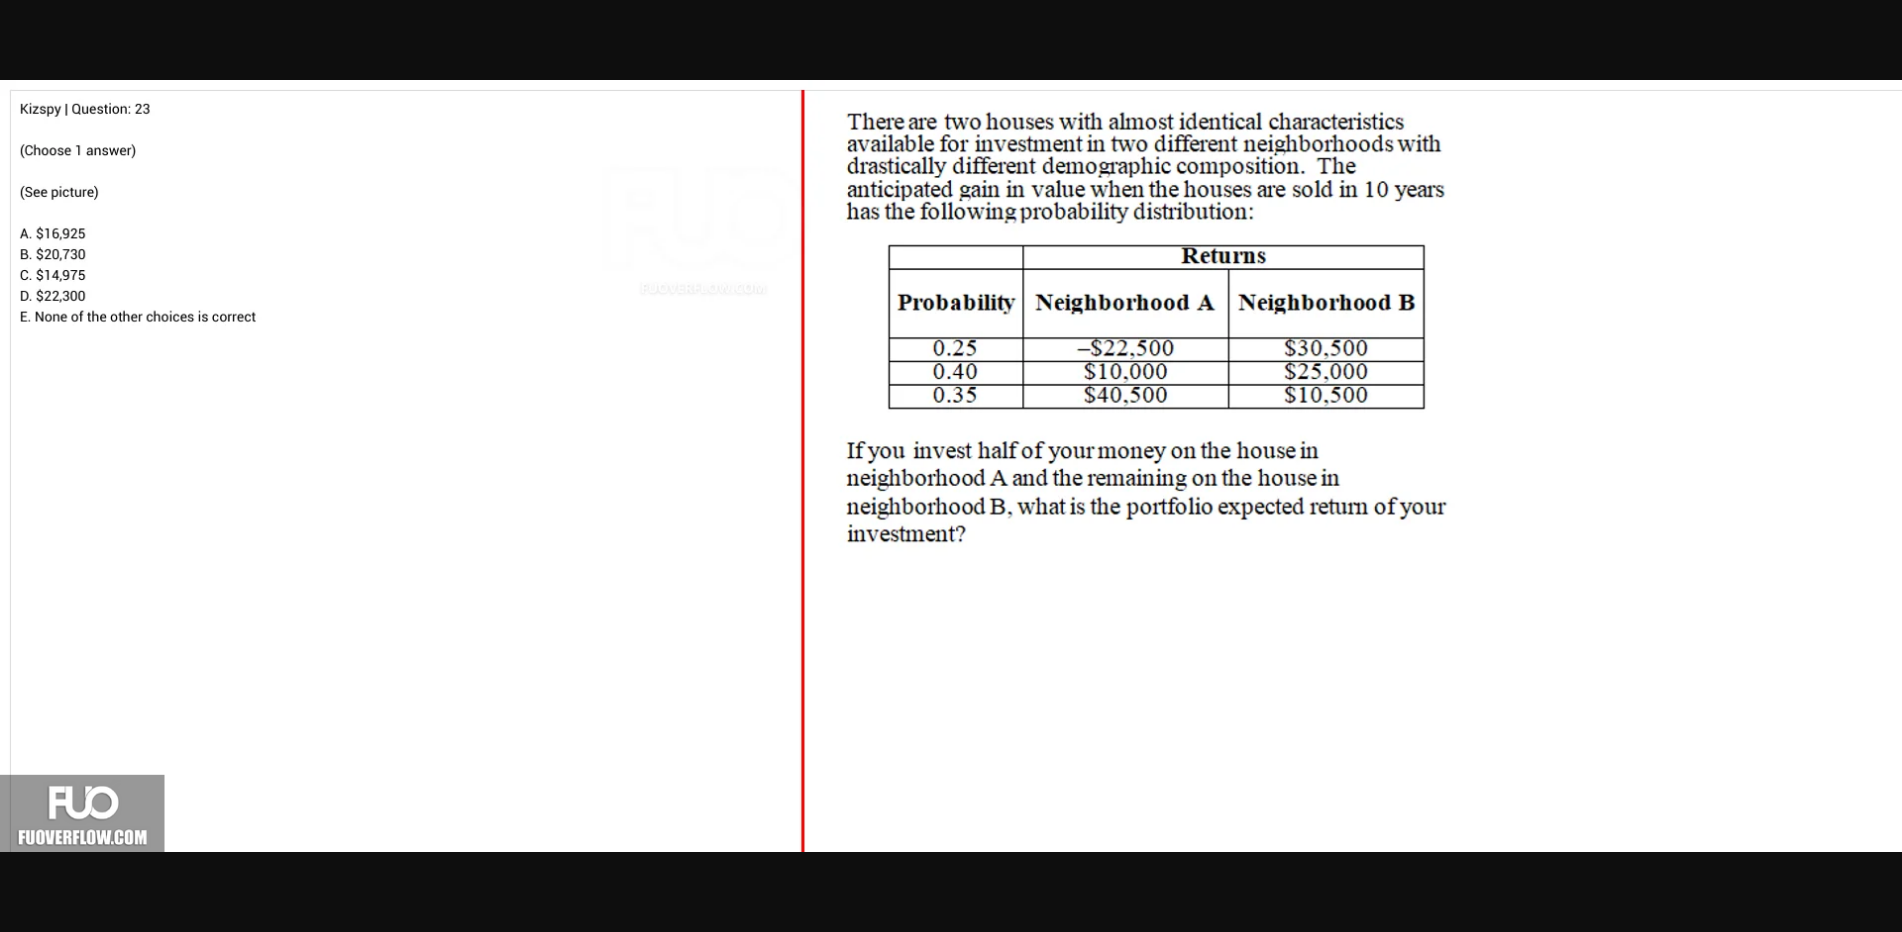 Kizspy | Question: 23
(Choose 1 answer)
(See picture)
A. $16,925
B. $20,730
C. $14,975
D. $22,300
E. None of the other choices is correct
FUO
FUOVERFLOW.COM
There are two houses with almost identical characteristics
available for investment in two different neighborhoods with
drastically different demographic composition. The
anticipated gain in value when the houses are sold in 10 years
has the following probability distribution:
Returns
Probability Neighborhood A Neighborhood B
0.25 –$22,500 $30,500
0.40 $10,000 $25,000
0.35 $40,500 $10,500
If you invest half of your money on the house in
neighborhood A and the remaining on the house in
neighborhood B, what is the portfolio expected return of your
investment?
FUO
FUOVERFLOW.COM